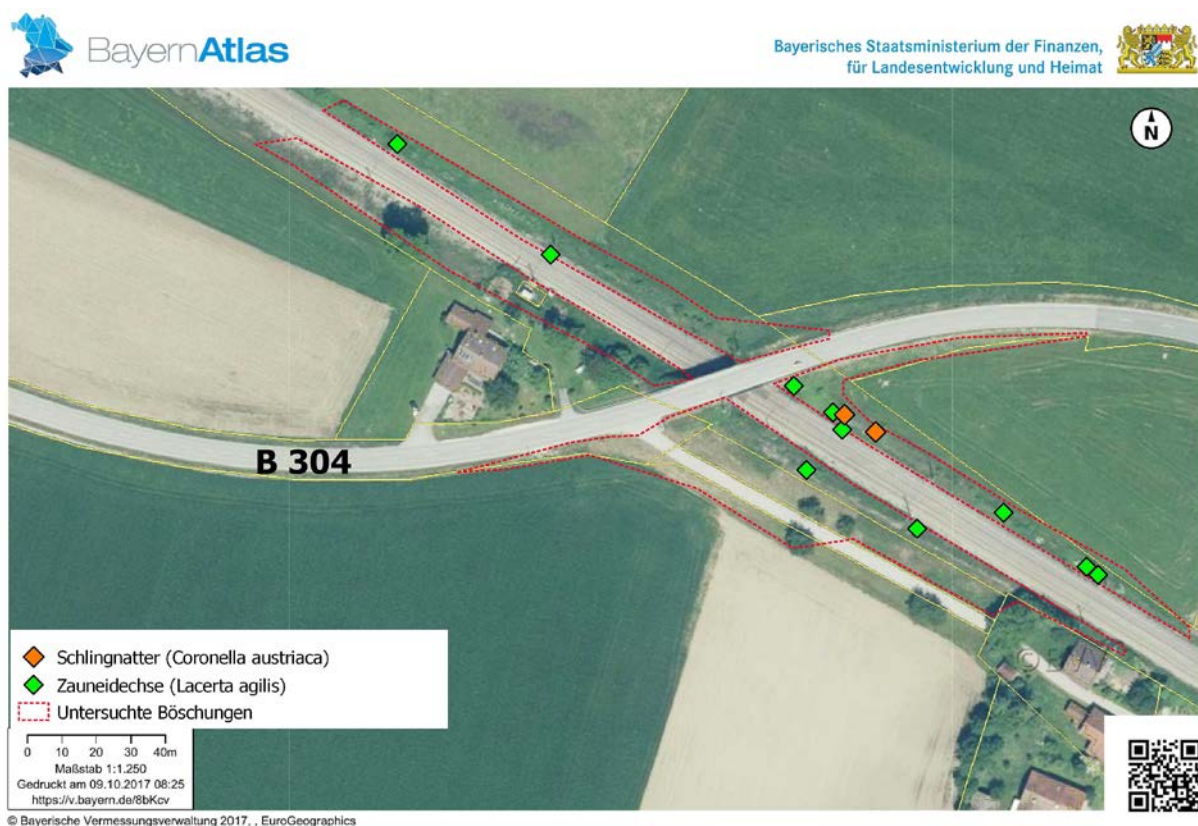 BayernAtlas
Bayerisches Staatsministerium der Finanzen,
für Landesentwicklung und Heimat
N
B 304
Schlingnatter (Coronella austriaca)
Zauneidechse (Lacerta agilis)
Untersuchte Böschungen
0 10 20 30 40m
Maßstab 1:1.250
Gedruckt am 09.10.2017 08:25
https://v.bayern.de/8bKcv
© Bayerische Vermessungsverwaltung 2017, , EuroGeographics